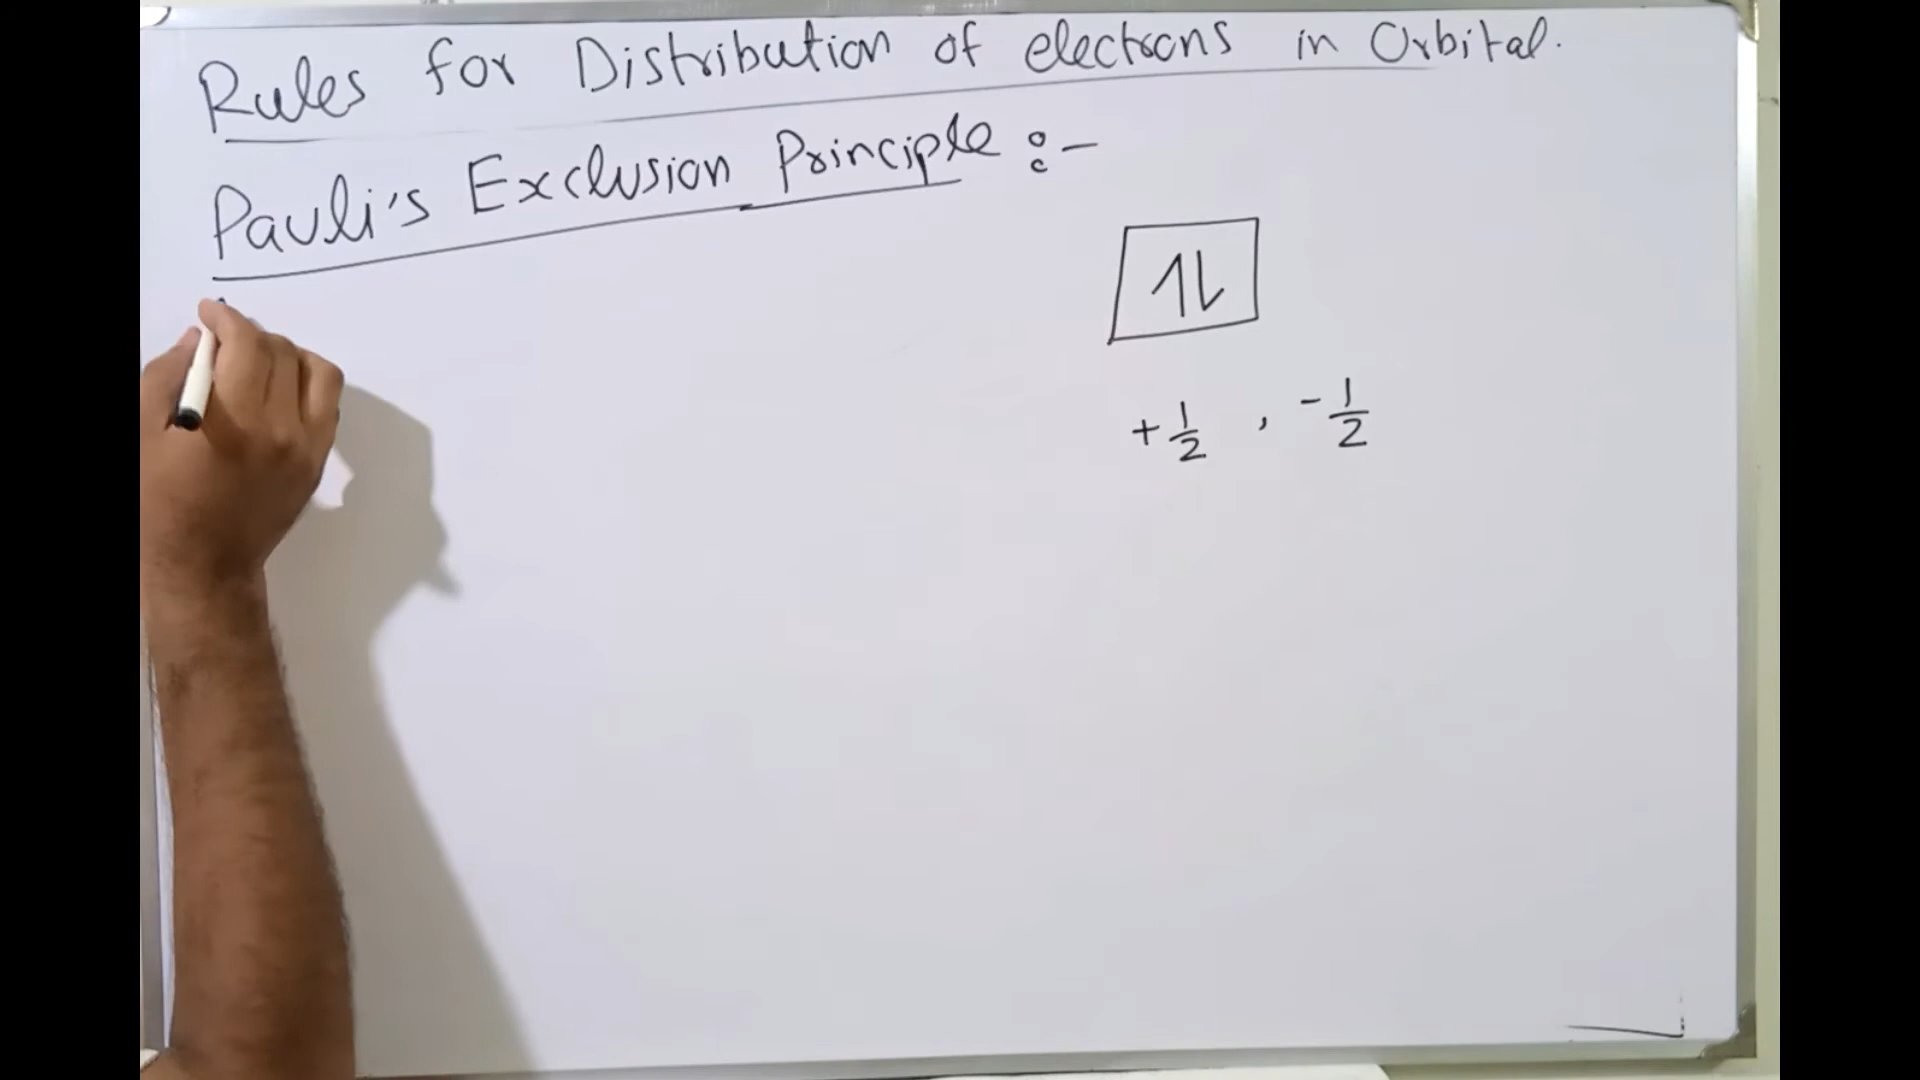 Rules for Distribution of electrons in Orbital.
Pauli's Exclusion Principle :-
↿⇂
+1/2 , -1/2